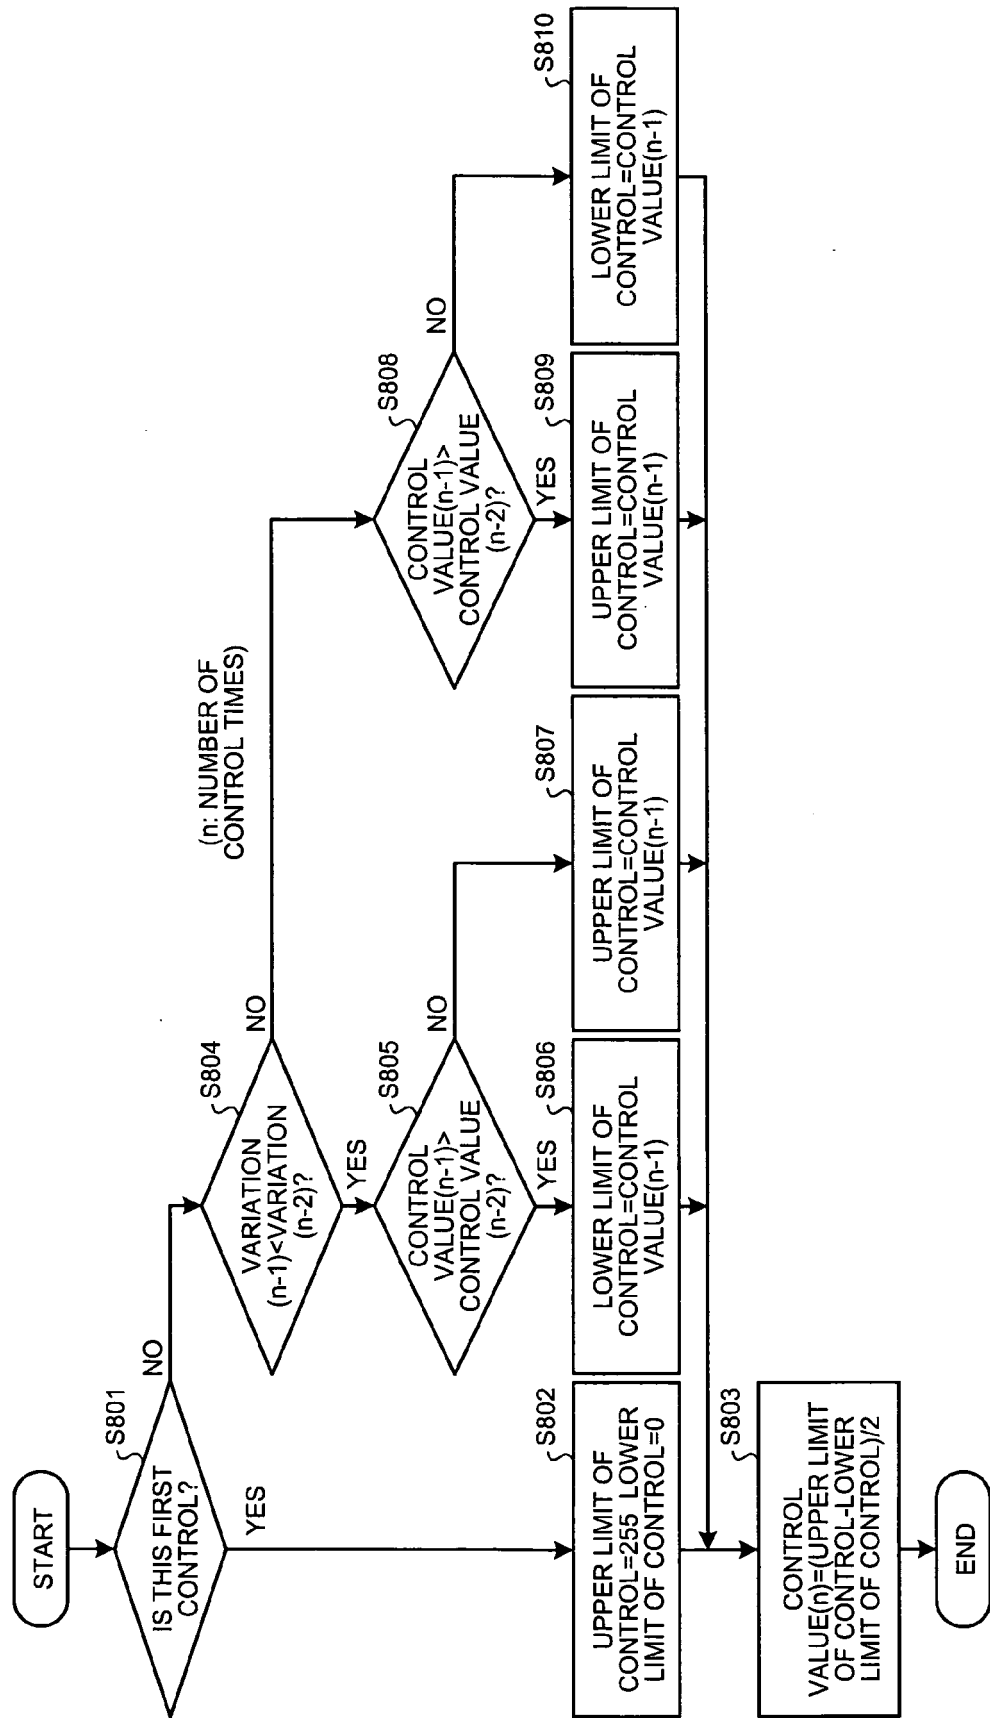 START
S801
IS THIS FIRST
CONTROL?
NO
YES
S804
VARIATION
(n-1)<VARIATION
(n-2)?
NO
YES
(n: NUMBER OF
CONTROL TIMES)
S805
CONTROL
VALUE(n-1)>
CONTROL VALUE
(n-2)?
NO
YES
S808
CONTROL
VALUE(n-1)>
CONTROL VALUE
(n-2)?
NO
YES
S802
UPPER LIMIT OF
CONTROL=255 LOWER
LIMIT OF CONTROL=0
S806
LOWER LIMIT OF
CONTROL=CONTROL
VALUE(n-1)
S807
UPPER LIMIT OF
CONTROL=CONTROL
VALUE(n-1)
S809
UPPER LIMIT OF
CONTROL=CONTROL
VALUE(n-1)
S810
LOWER LIMIT OF
CONTROL=CONTROL
VALUE(n-1)
S803
CONTROL
VALUE(n)=(UPPER LIMIT
OF CONTROL-LOWER
LIMIT OF CONTROL)/2
END